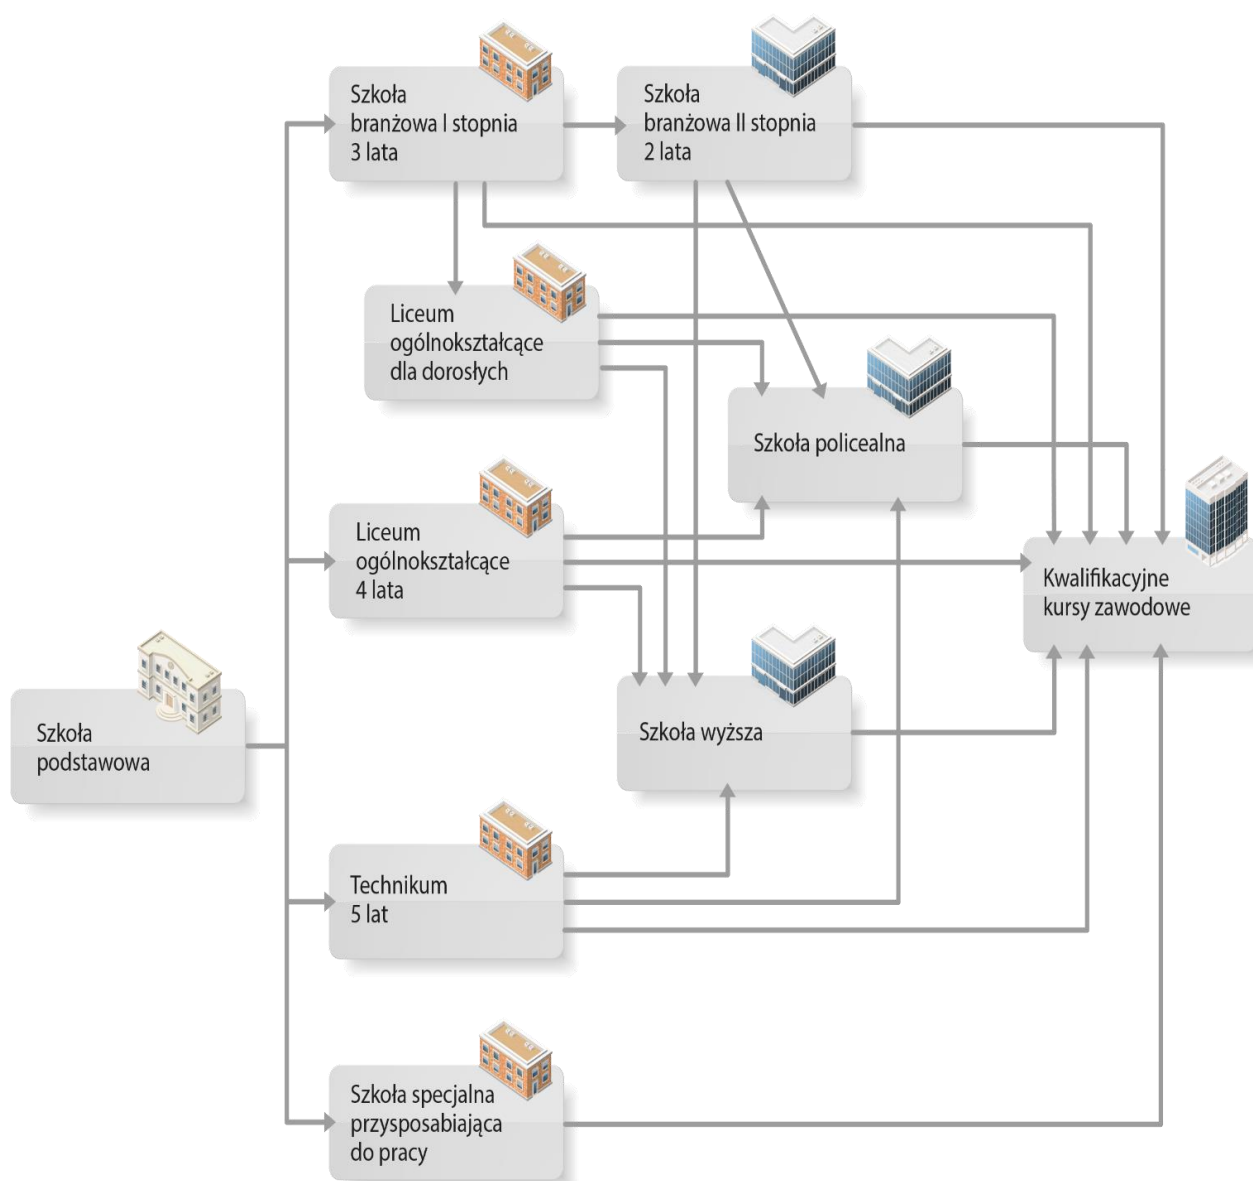 Szkoła
branżowa I stopnia
3 lata
Szkoła
branżowa II stopnia
2 lata
Liceum
ogólnokształcące
dla dorosłych
Szkoła policealna
Liceum
ogólnokształcące
4 lata
Kwalifikacyjne
kursy zawodowe
Szkoła
podstawowa
Szkoła wyższa
Technikum
5 lat
Szkoła specjalna
przysposabiająca
do pracy